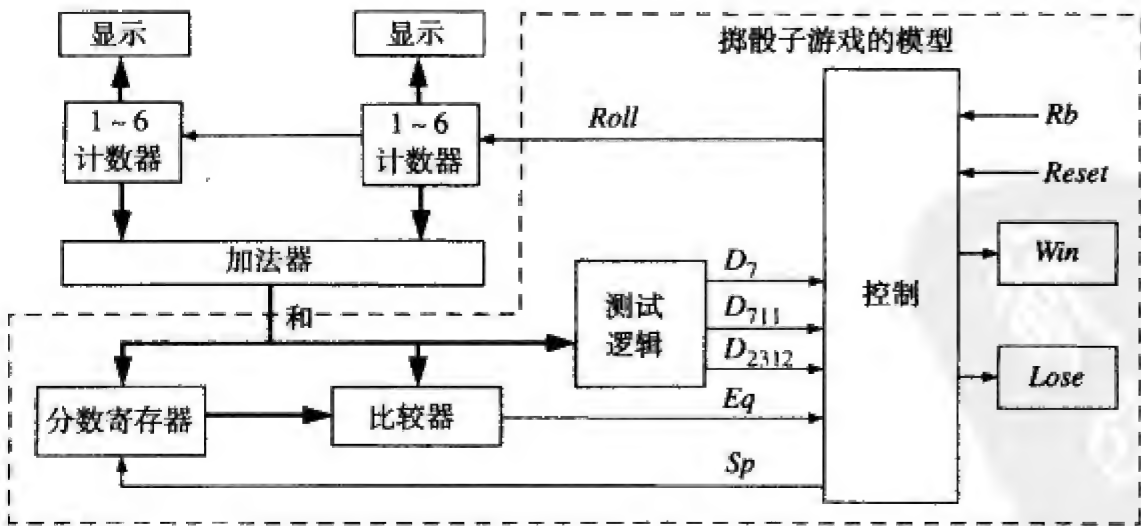 显示
显示
掷骰子游戏的模型
1~6
计数器
1~6
计数器
Roll
Rb
Reset
加法器
和
测试
逻辑
D7
D711
D2312
控制
Win
Lose
分数寄存器
比较器
Eq
Sp